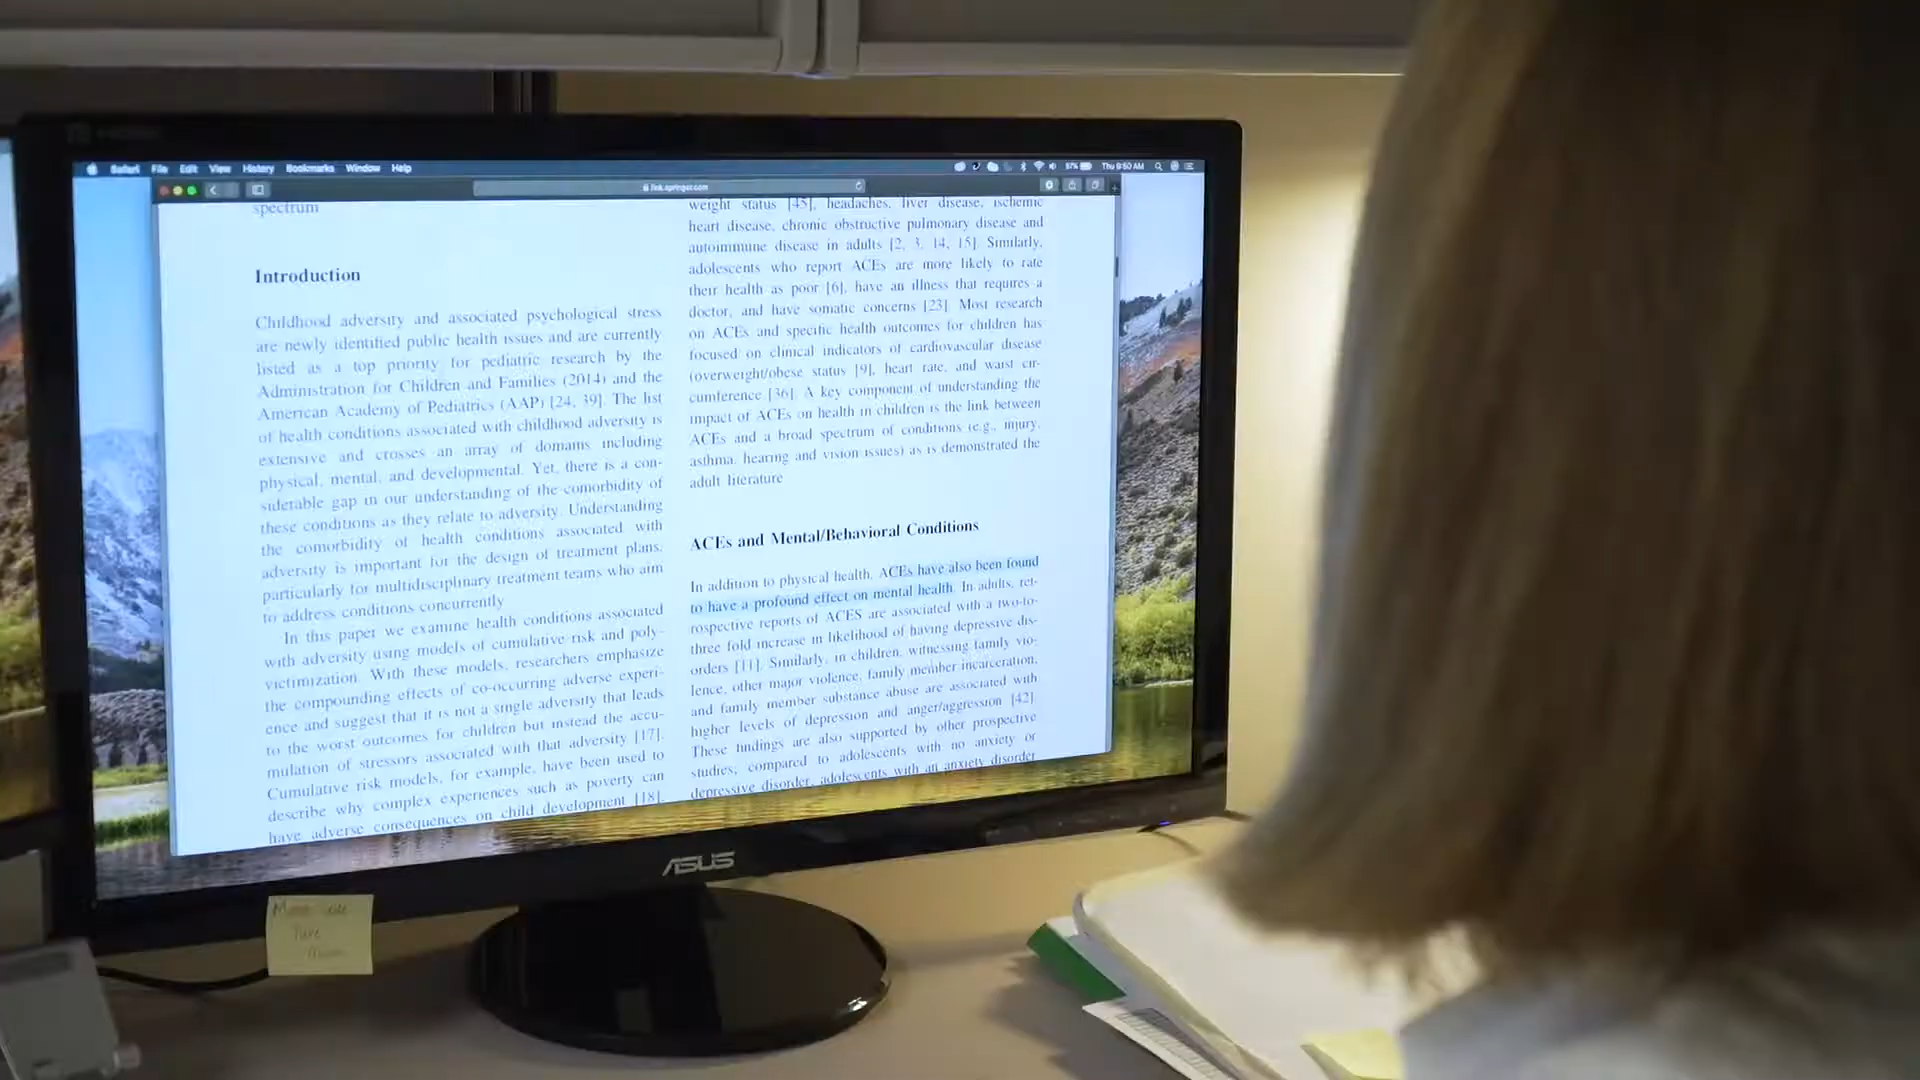 Safari File Edit View History Bookmarks Window Help
97% Thu 9:50 AM
link.springer.com
spectrum
Introduction
Childhood adversity and associated psychological stress
are newly identified public health issues and are currently
listed as a top priority for pediatric research by the
Administration for Children and Families (2014) and the
American Academy of Pediatrics (AAP) [24, 39]. The list
of health conditions associated with childhood adversity is
extensive and crosses an array of domains including
physical, mental, and developmental. Yet, there is a con-
siderable gap in our understanding of the comorbidity of
these conditions as they relate to adversity. Understanding
the comorbidity of health conditions associated with
adversity is important for the design of treatment plans,
particularly for multidisciplinary treatment teams who aim
to address conditions concurrently
In this paper we examine health conditions associated
with adversity using models of cumulative risk and poly-
victimization. With these models, researchers emphasize
the compounding effects of co-occurring adverse experi-
ence and suggest that it is not a single adversity that leads
to the worst outcomes for children but instead the accu-
mulation of stressors associated with that adversity [17].
Cumulative risk models, for example, have been used to
describe why complex experiences such as poverty can
have adverse consequences on child development [18].
weight status [45], headaches, liver disease, ischemic
heart disease, chronic obstructive pulmonary disease and
autoimmune disease in adults [2, 3, 14, 15]. Similarly,
adolescents who report ACEs are more likely to rate
their health as poor [6], have an illness that requires a
doctor, and have somatic concerns [23]. Most research
on ACEs and specific health outcomes for children has
focused on clinical indicators of cardiovascular disease
(overweight/obese status [9], heart rate, and waist cir-
cumference [36]. A key component of understanding the
impact of ACEs on health in children is the link between
ACEs and a broad spectrum of conditions (e.g., injury,
asthma, hearing and vision issues) as is demonstrated the
adult literature
ACEs and Mental/Behavioral Conditions
In addition to physical health, ACEs have also been found
to have a profound effect on mental health. In adults, ret-
rospective reports of ACES are associated with a two-to-
three fold increase in likelihood of having depressive dis-
orders [11]. Similarly, in children, witnessing family vio-
lence, other major violence, family member incarceration,
and family member substance abuse are associated with
higher levels of depression and anger/aggression [42].
These findings are also supported by other prospective
studies; compared to adolescents with no anxiety or
depressive disorder, adolescents with an anxiety disorder
ASUS